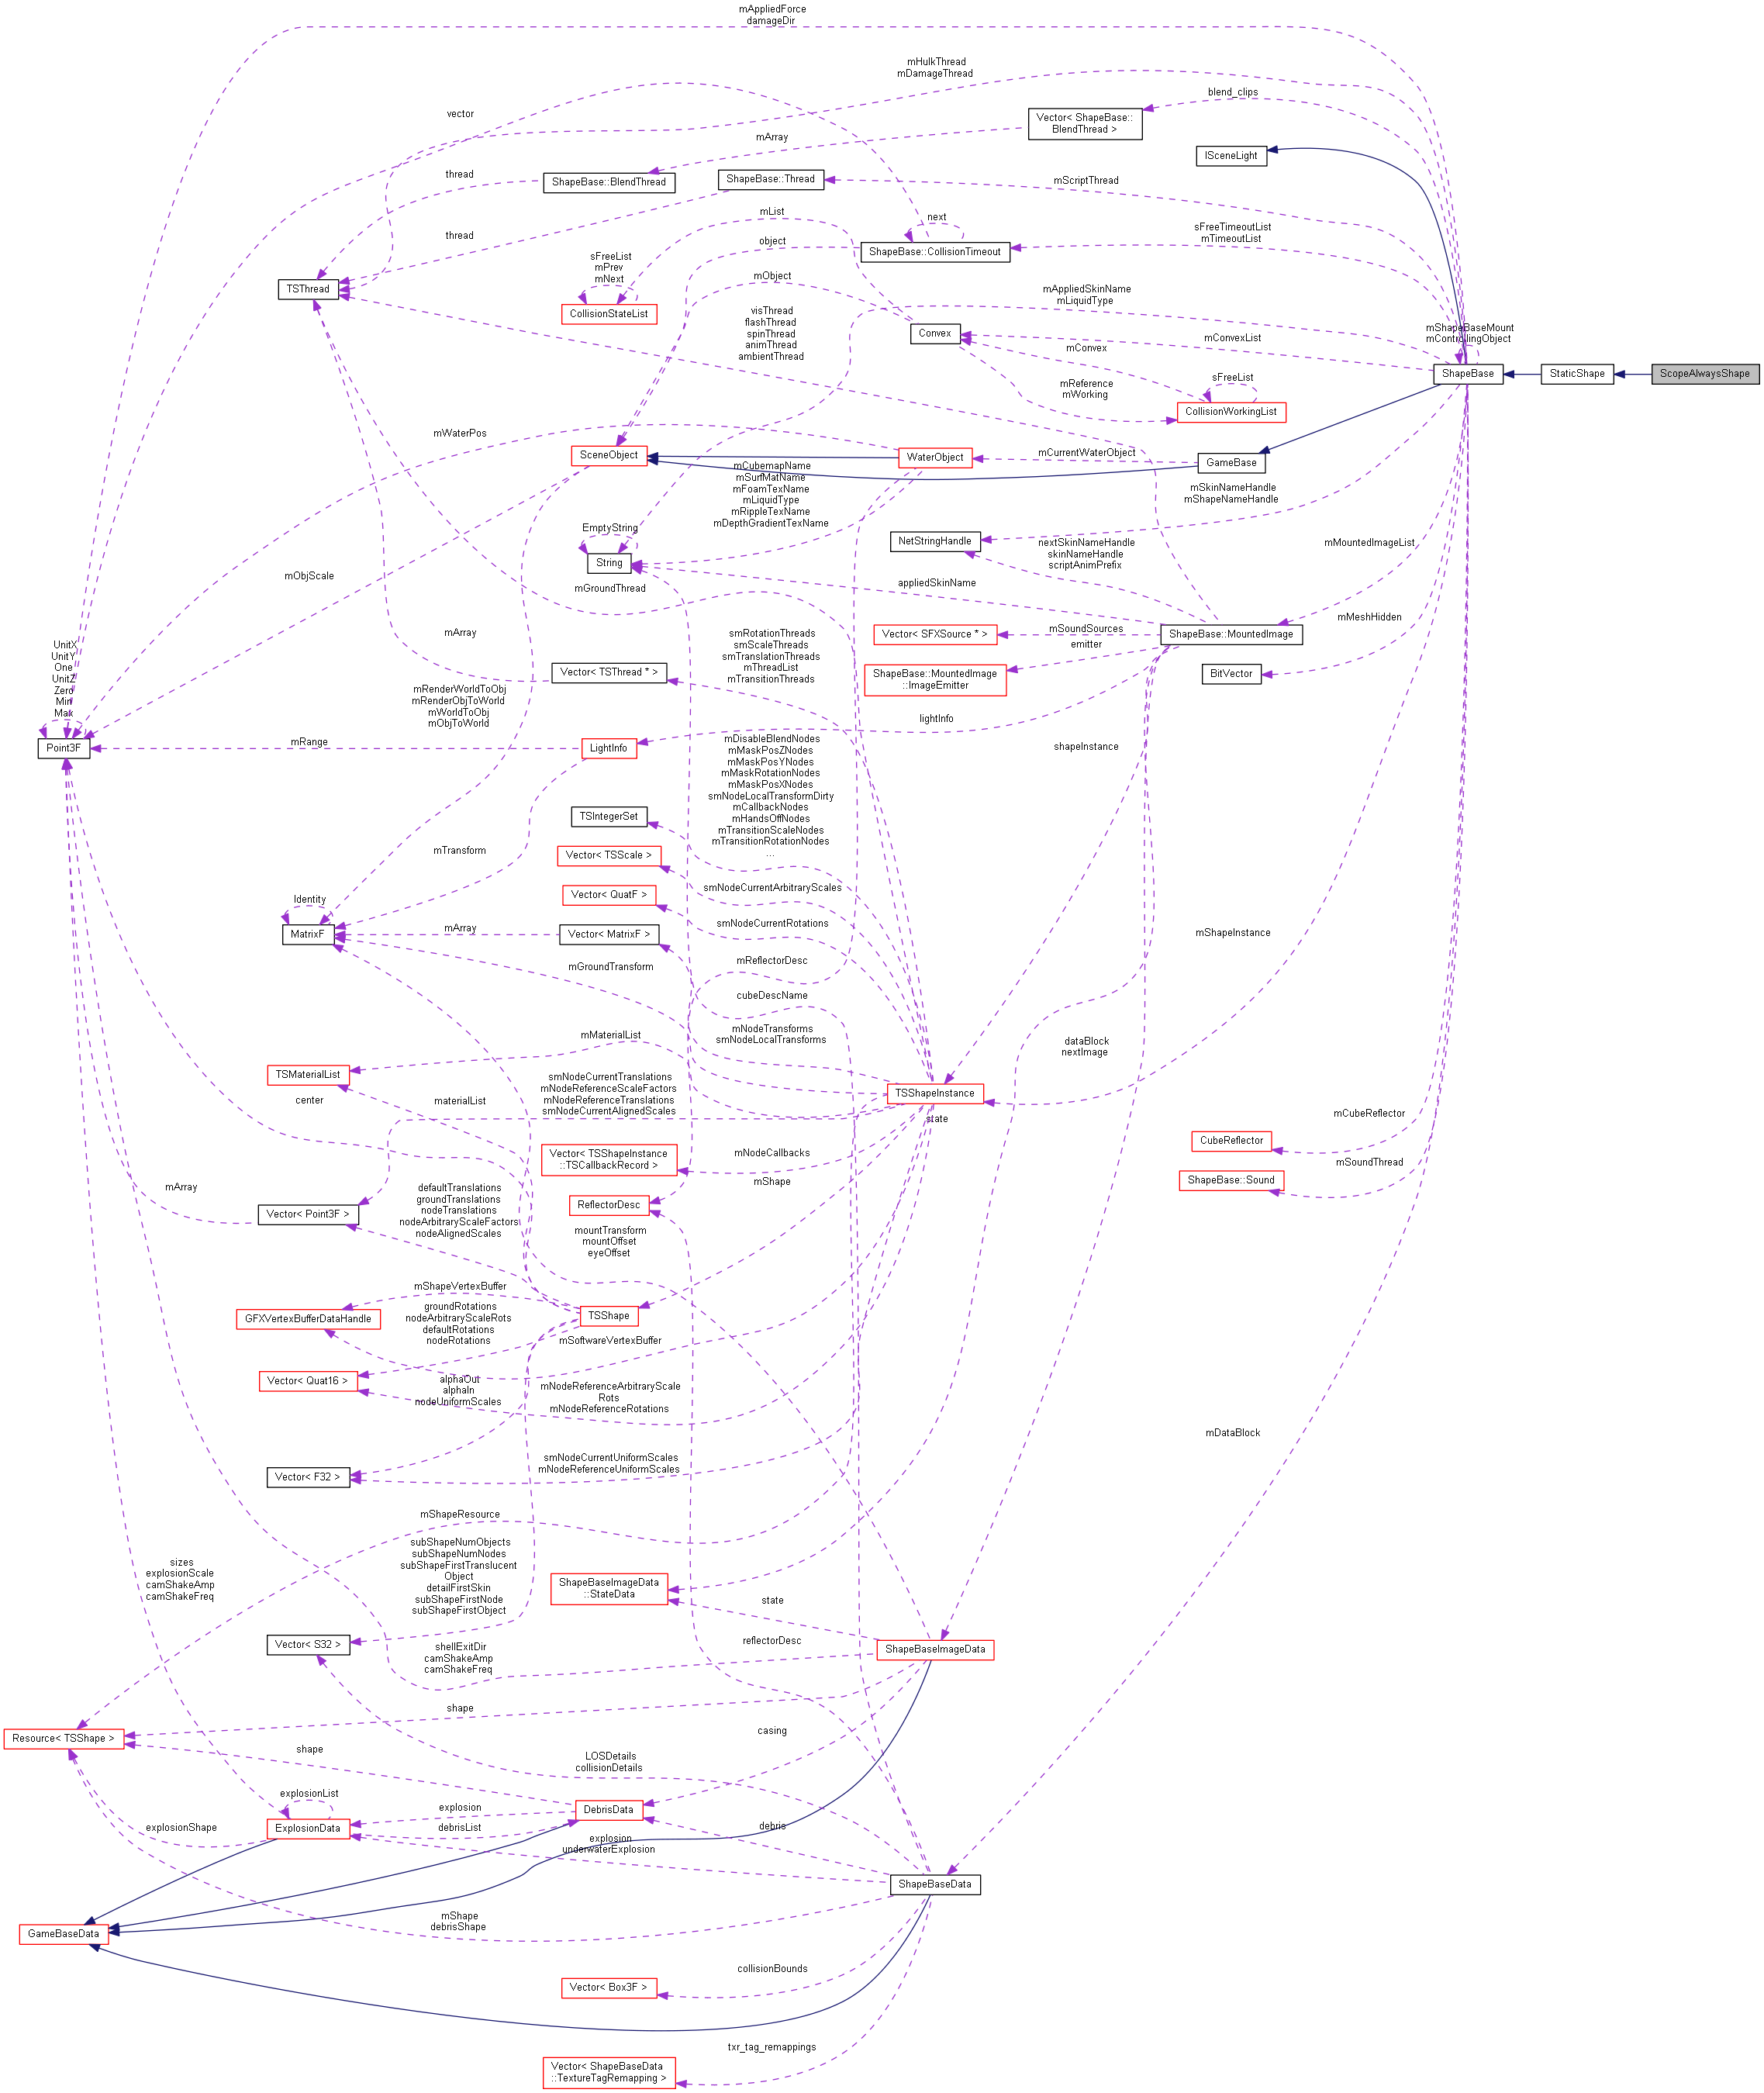 mAppliedForce
damageDir
mHulkThread
mDamageThread
blend_clips
vector
Vector< ShapeBase::
BlendThread >
mArray
ISceneLight
thread
ShapeBase::BlendThread
ShapeBase::Thread
mScriptThread
mList
next
sFreeTimeoutList
mTimeoutList
thread
object
ShapeBase::CollisionTimeout
sFreeList
mPrev
mNext
mObject
TSThread
CollisionStateList
visThread
flashThread
spinThread
animThread
ambientThread
mAppliedSkinName
mLiquidType
Convex
mConvexList
mShapeBaseMount
mControllingObject
mConvex
ShapeBase
StaticShape
ScopeAlwaysShape
mReference
mWorking
sFreeList
CollisionWorkingList
mWaterPos
SceneObject
WaterObject
mCurrentWaterObject
GameBase
mCubemapName
mSurfMatName
mFoamTexName
mLiquidType
mRippleTexName
mDepthGradientTexName
mSkinNameHandle
mShapeNameHandle
EmptyString
String
NetStringHandle
nextSkinNameHandle
skinNameHandle
scriptAnimPrefix
mMountedImageList
mObjScale
mGroundThread
appliedSkinName
mMeshHidden
mArray
smRotationThreads
smScaleThreads
smTranslationThreads
mThreadList
mTransitionThreads
Vector< SFXSource * >
mSoundSources
emitter
ShapeBase::MountedImage
UnitX
UnitY
One
UnitZ
Zero
Min
Max
Vector< TSThread * >
ShapeBase::MountedImage
::ImageEmitter
BitVector
mRenderWorldToObj
mRenderObjToWorld
mWorldToObj
mObjToWorld
lightInfo
Point3F
mRange
LightInfo
shapeInstance
mDisableBlendNodes
mMaskPosZNodes
mMaskPosYNodes
mMaskRotationNodes
mMaskPosXNodes
smNodeLocalTransformDirty
mCallbackNodes
mHandsOffNodes
mTransitionScaleNodes
mTransitionRotationNodes
...
TSIntegerSet
mTransform
Vector< TSScale >
smNodeCurrentArbitraryScales
Vector< QuatF >
Identity
smNodeCurrentRotations
MatrixF
mArray
Vector< MatrixF >
mShapeInstance
mGroundTransform
mReflectorDesc
cubeDescName
mNodeTransforms
smNodeLocalTransforms
mMaterialList
dataBlock
nextImage
TSMaterialList
smNodeCurrentTranslations
mNodeReferenceScaleFactors
mNodeReferenceTranslations
smNodeCurrentAlignedScales
TSShapeInstance
center
materialList
state
mCubeReflector
CubeReflector
Vector< TSShapeInstance
::TSCallbackRecord >
mNodeCallbacks
mSoundThread
ShapeBase::Sound
mArray
defaultTranslations
groundTranslations
nodeTranslations
nodeArbitraryScaleFactors
nodeAlignedScales
mShape
ReflectorDesc
Vector< Point3F >
mountTransform
mountOffset
eyeOffset
mShapeVertexBuffer
GFXVertexBufferDataHandle
groundRotations
nodeArbitraryScaleRots
defaultRotations
nodeRotations
TSShape
mSoftwareVertexBuffer
Vector< Quat16 >
alphaOut
alphaIn
nodeUniformScales
mNodeReferenceArbitraryScale
Rots
mNodeReferenceRotations
mDataBlock
Vector< F32 >
smNodeCurrentUniformScales
mNodeReferenceUniformScales
mShapeResource
subShapeNumObjects
subShapeNumNodes
subShapeFirstTranslucent
Object
detailFirstSkin
subShapeFirstNode
subShapeFirstObject
sizes
explosionScale
camShakeAmp
camShakeFreq
ShapeBaseImageData
::StateData
state
Vector< S32 >
shellExitDir
camShakeAmp
camShakeFreq
reflectorDesc
ShapeBaseImageData
shape
Resource< TSShape >
casing
shape
LOSDetails
collisionDetails
explosionList
explosion
DebrisData
explosionShape
ExplosionData
debrisList
explosion
underwaterExplosion
debris
ShapeBaseData
mShape
debrisShape
GameBaseData
collisionBounds
Vector< Box3F >
txr_tag_remappings
Vector< ShapeBaseData
::TextureTagRemapping >